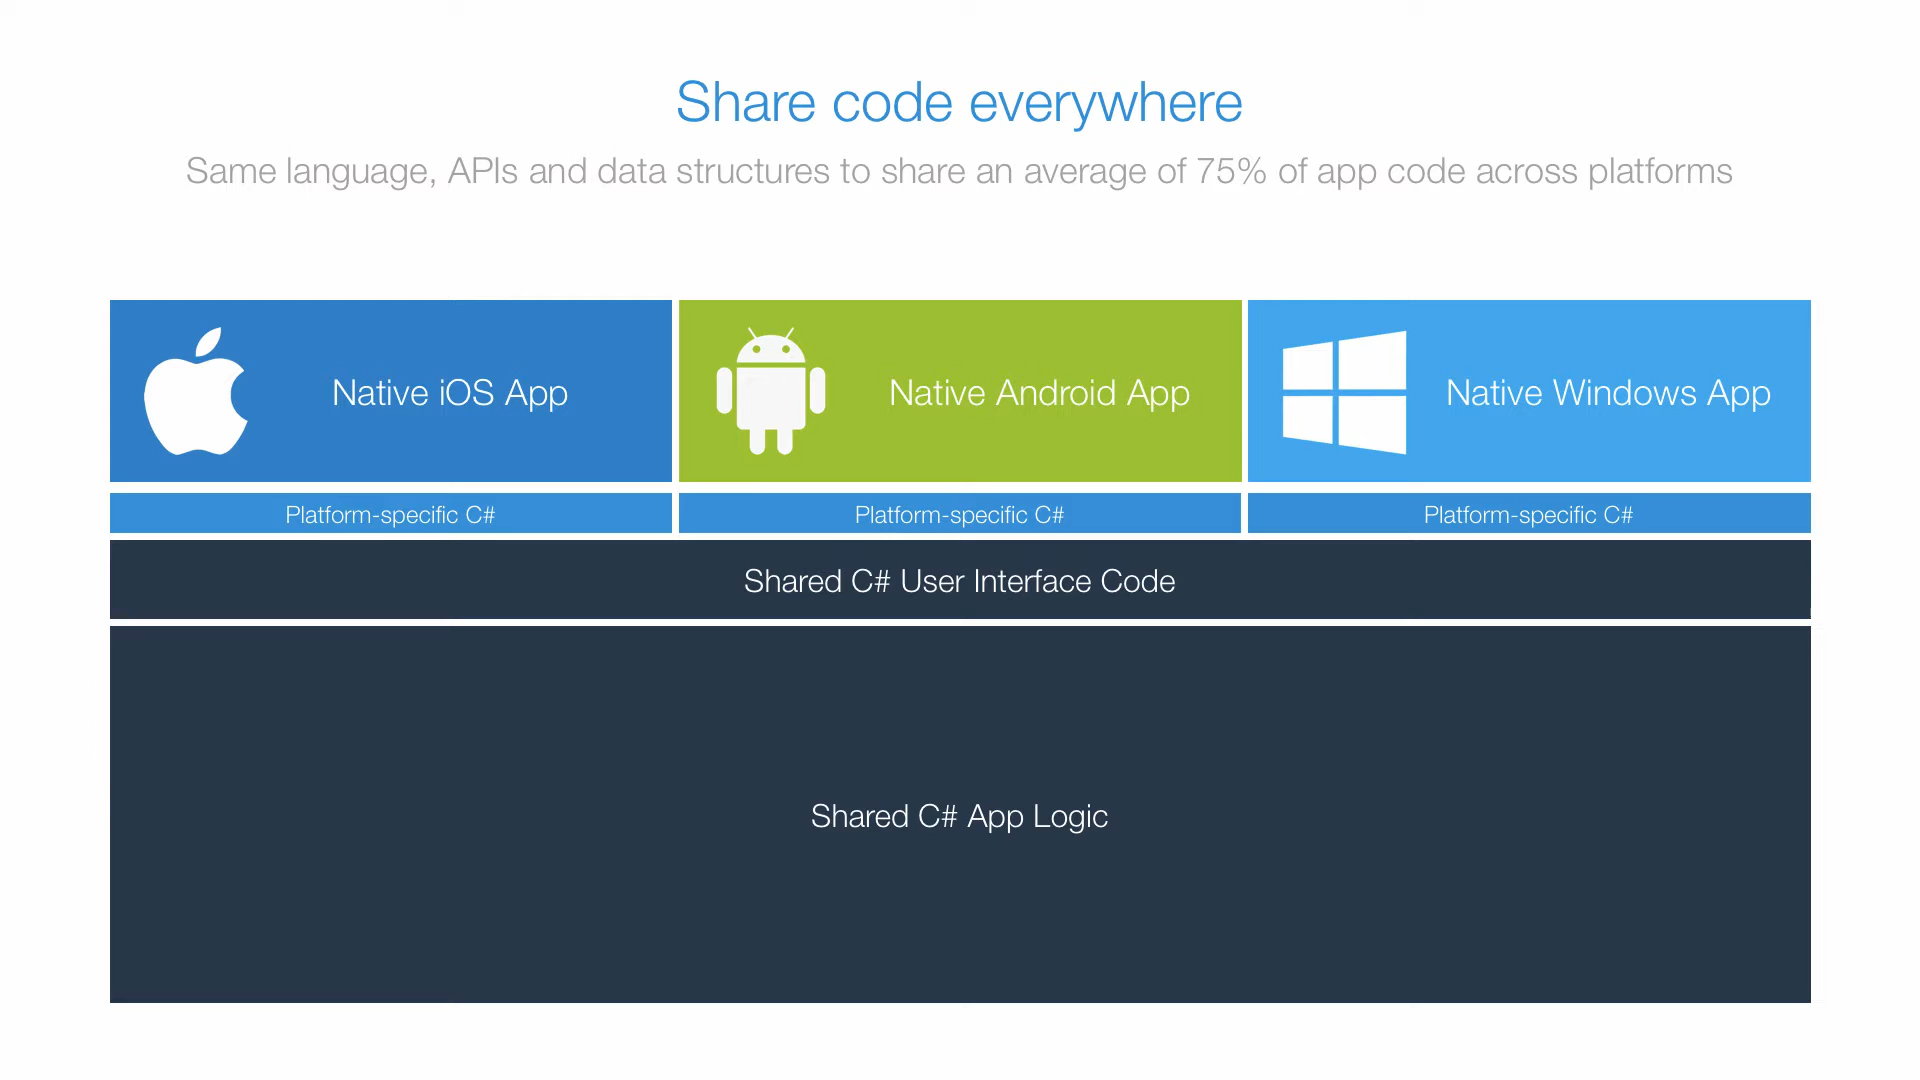 Share code everywhere
Same language, APIs and data structures to share an average of 75% of app code across platforms
Native iOS App
Native Android App
Native Windows App
Platform-specific C#
Platform-specific C#
Platform-specific C#
Shared C# User Interface Code
Shared C# App Logic